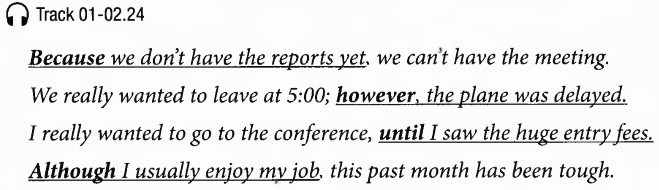 Track 01-02.24
Because we don't have the reports yet, we can't have the meeting.
We really wanted to leave at 5:00; however, the plane was delayed.
I really wanted to go to the conference, until I saw the huge entry fees.
Although I usually enjoy my job, this past month has been tough.